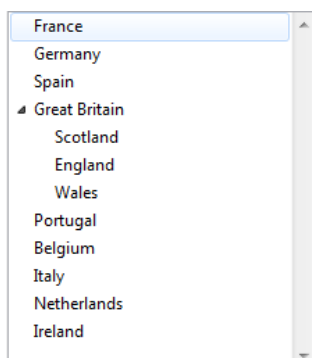 France
Germany
Spain
Great Britain
Scotland
England
Wales
Portugal
Belgium
Italy
Netherlands
Ireland